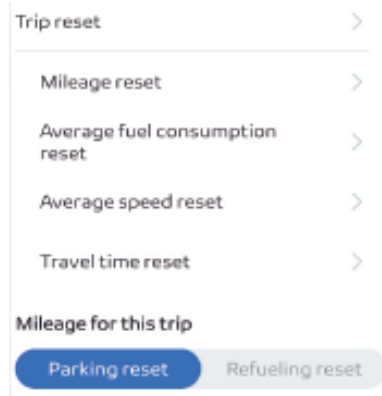 Trip reset
Mileage reset
Average fuel consumption
reset
Average speed reset
Travel time reset
Mileage for this trip
Parking reset Refueling reset